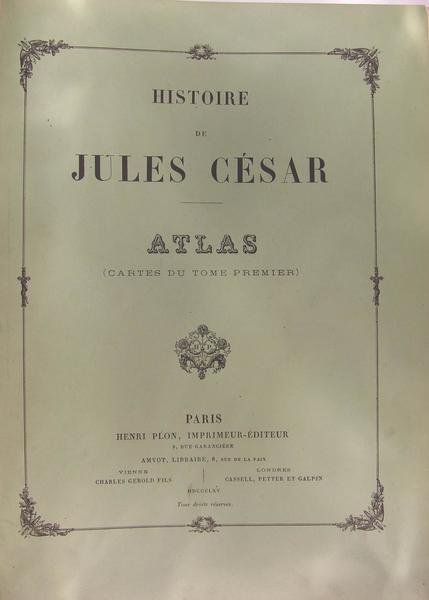 HISTOIRE
DE
JULES CÉSAR
ATLAS
(CARTES DU TOME PREMIER)
PARIS
HENRI PLON, IMPRIMEUR-ÉDITEUR
8, RUE GARANCIÈRE
AMYOT, LIBRAIRE, 8, RUE DE LA PAIX
VIENNE
CHARLES GEROLD FILS
LONDRES
CASSELL, PETTER ET GALPIN
MDCCCLXV
Tous droits réservés.